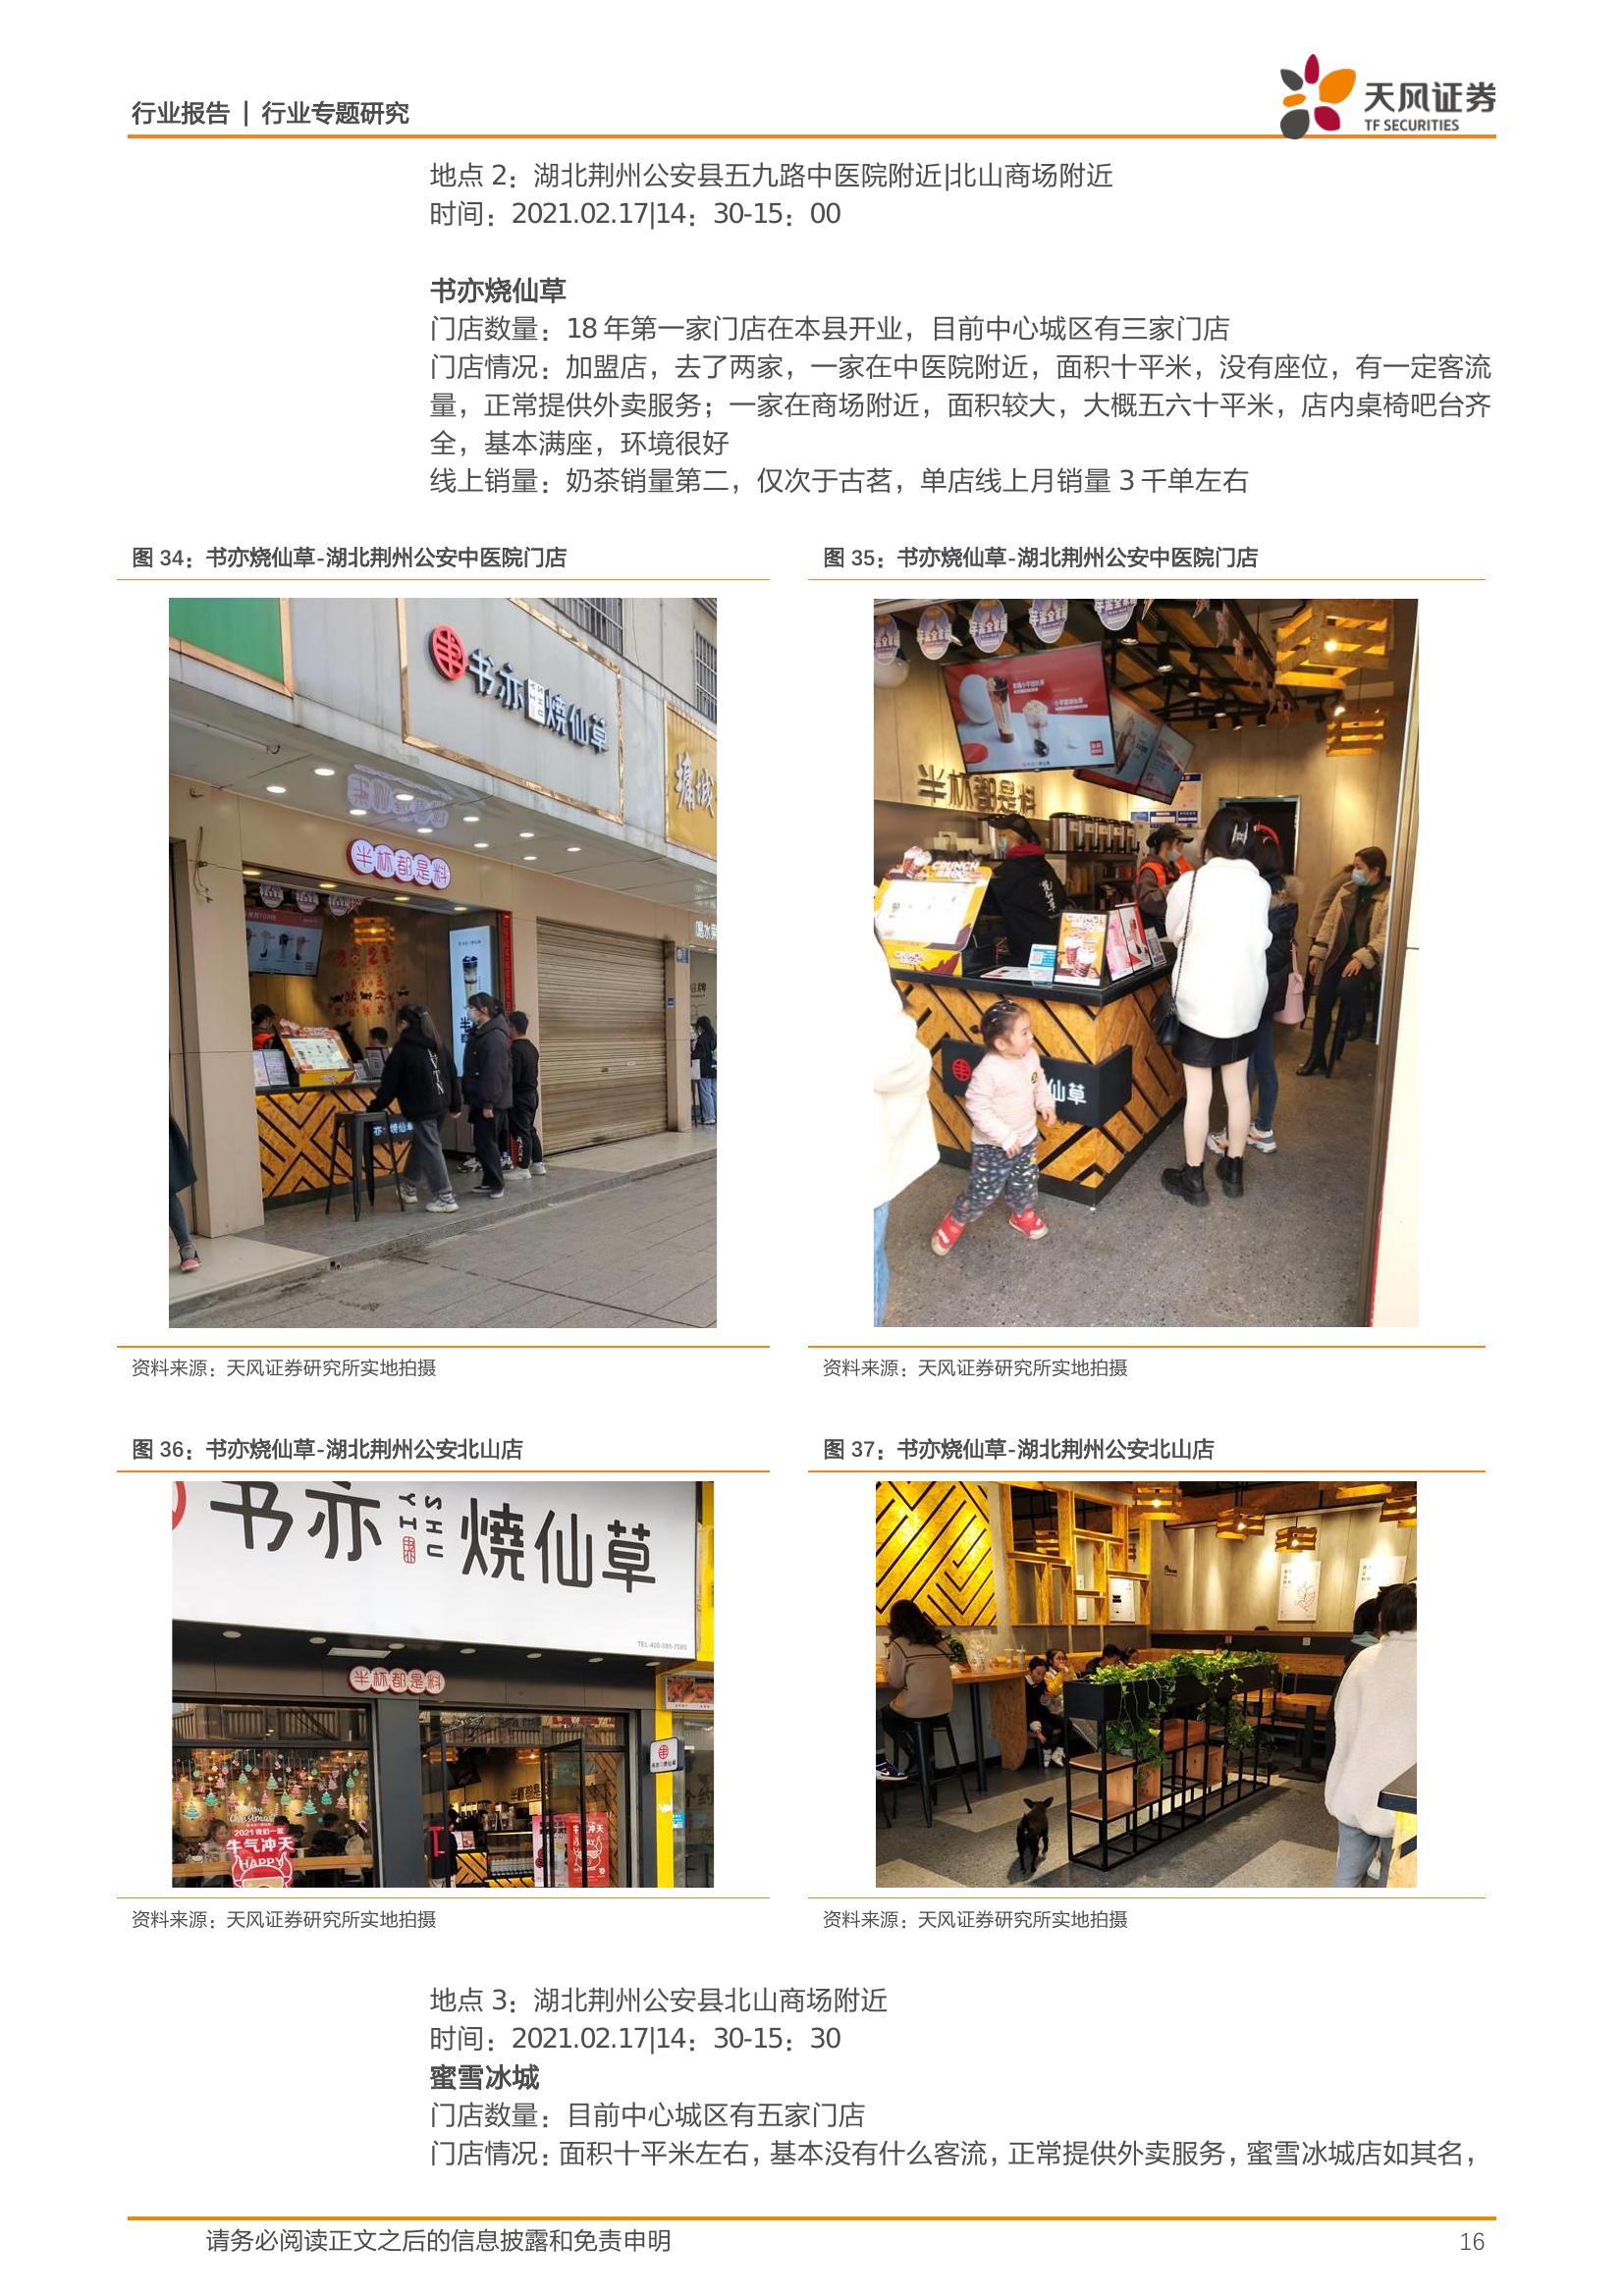 行业报告 | 行业专题研究
天风证券
TF SECURITIES
地点 2：湖北荆州公安县五九路中医院附近|北山商场附近
时间：2021.02.17|14：30-15：00
书亦烧仙草
门店数量：18 年第一家门店在本县开业，目前中心城区有三家门店
门店情况：加盟店，去了两家，一家在中医院附近，面积十平米，没有座位，有一定客流
量，正常提供外卖服务；一家在商场附近，面积较大，大概五六十平米，店内桌椅吧台齐
全，基本满座，环境很好
线上销量：奶茶销量第二，仅次于古茗，单店线上月销量 3 千单左右
图 34：书亦烧仙草-湖北荆州公安中医院门店
图 35：书亦烧仙草-湖北荆州公安中医院门店
书亦燒仙草
半杯都是料
半杯都是料
CRUNCH
仙草
资料来源：天风证券研究所实地拍摄
资料来源：天风证券研究所实地拍摄
图 36：书亦烧仙草-湖北荆州公安北山店
图 37：书亦烧仙草-湖北荆州公安北山店
书亦 SHU YI 燒仙草
TEL:400-085-7085
半杯都是料
Christmas
牛气冲天
HAPPY
资料来源：天风证券研究所实地拍摄
资料来源：天风证券研究所实地拍摄
地点 3：湖北荆州公安县北山商场附近
时间：2021.02.17|14：30-15：30
蜜雪冰城
门店数量：目前中心城区有五家门店
门店情况：面积十平米左右，基本没有什么客流，正常提供外卖服务，蜜雪冰城店如其名，
请务必阅读正文之后的信息披露和免责申明
16